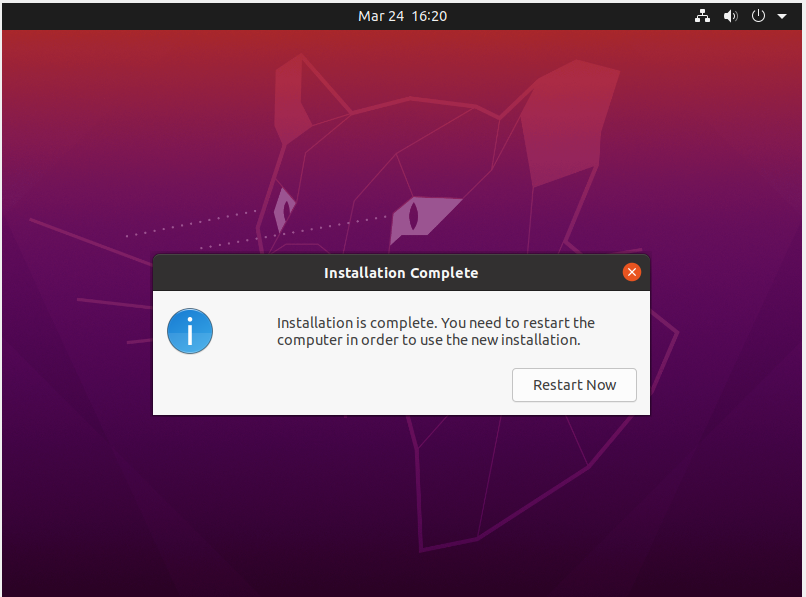 Mar 24  16:20
Installation Complete
Installation is complete. You need to restart the
computer in order to use the new installation.
Restart Now